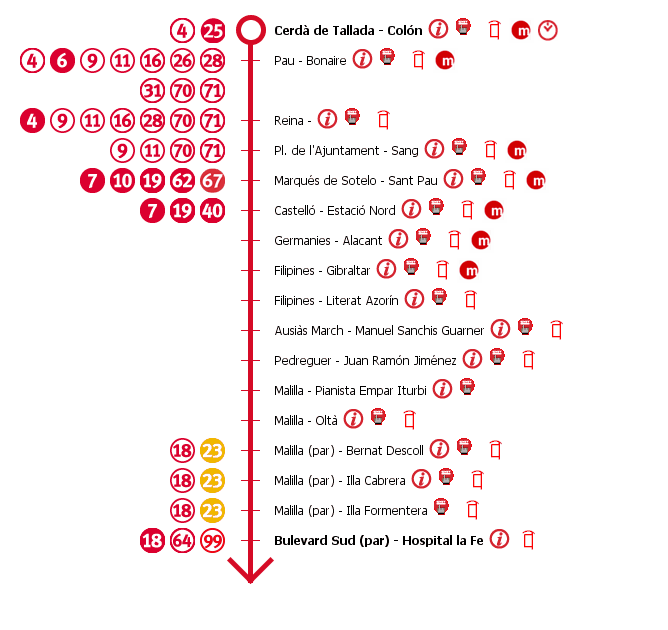 4 25 Cerdà de Tallada - Colón i m
4 6 9 11 16 26 28 Pau - Bonaire i m
31 70 71
4 9 11 16 28 70 71 Reina - i
9 11 70 71 Pl. de l'Ajuntament - Sang i m
7 10 19 62 67 Marqués de Sotelo - Sant Pau i m
7 19 40 Castelló - Estació Nord i m
Germanies - Alacant i m
Filipines - Gibraltar i m
Filipines - Literat Azorín i
Ausiàs March - Manuel Sanchis Guarner i
Pedreguer - Juan Ramón Jiménez i
Malilla - Pianista Empar Iturbi i
Malilla - Oltà i
18 23 Malilla (par) - Bernat Descoll i
18 23 Malilla (par) - Illa Cabrera i
18 23 Malilla (par) - Illa Formentera
18 64 99 Bulevard Sud (par) - Hospital la Fe i